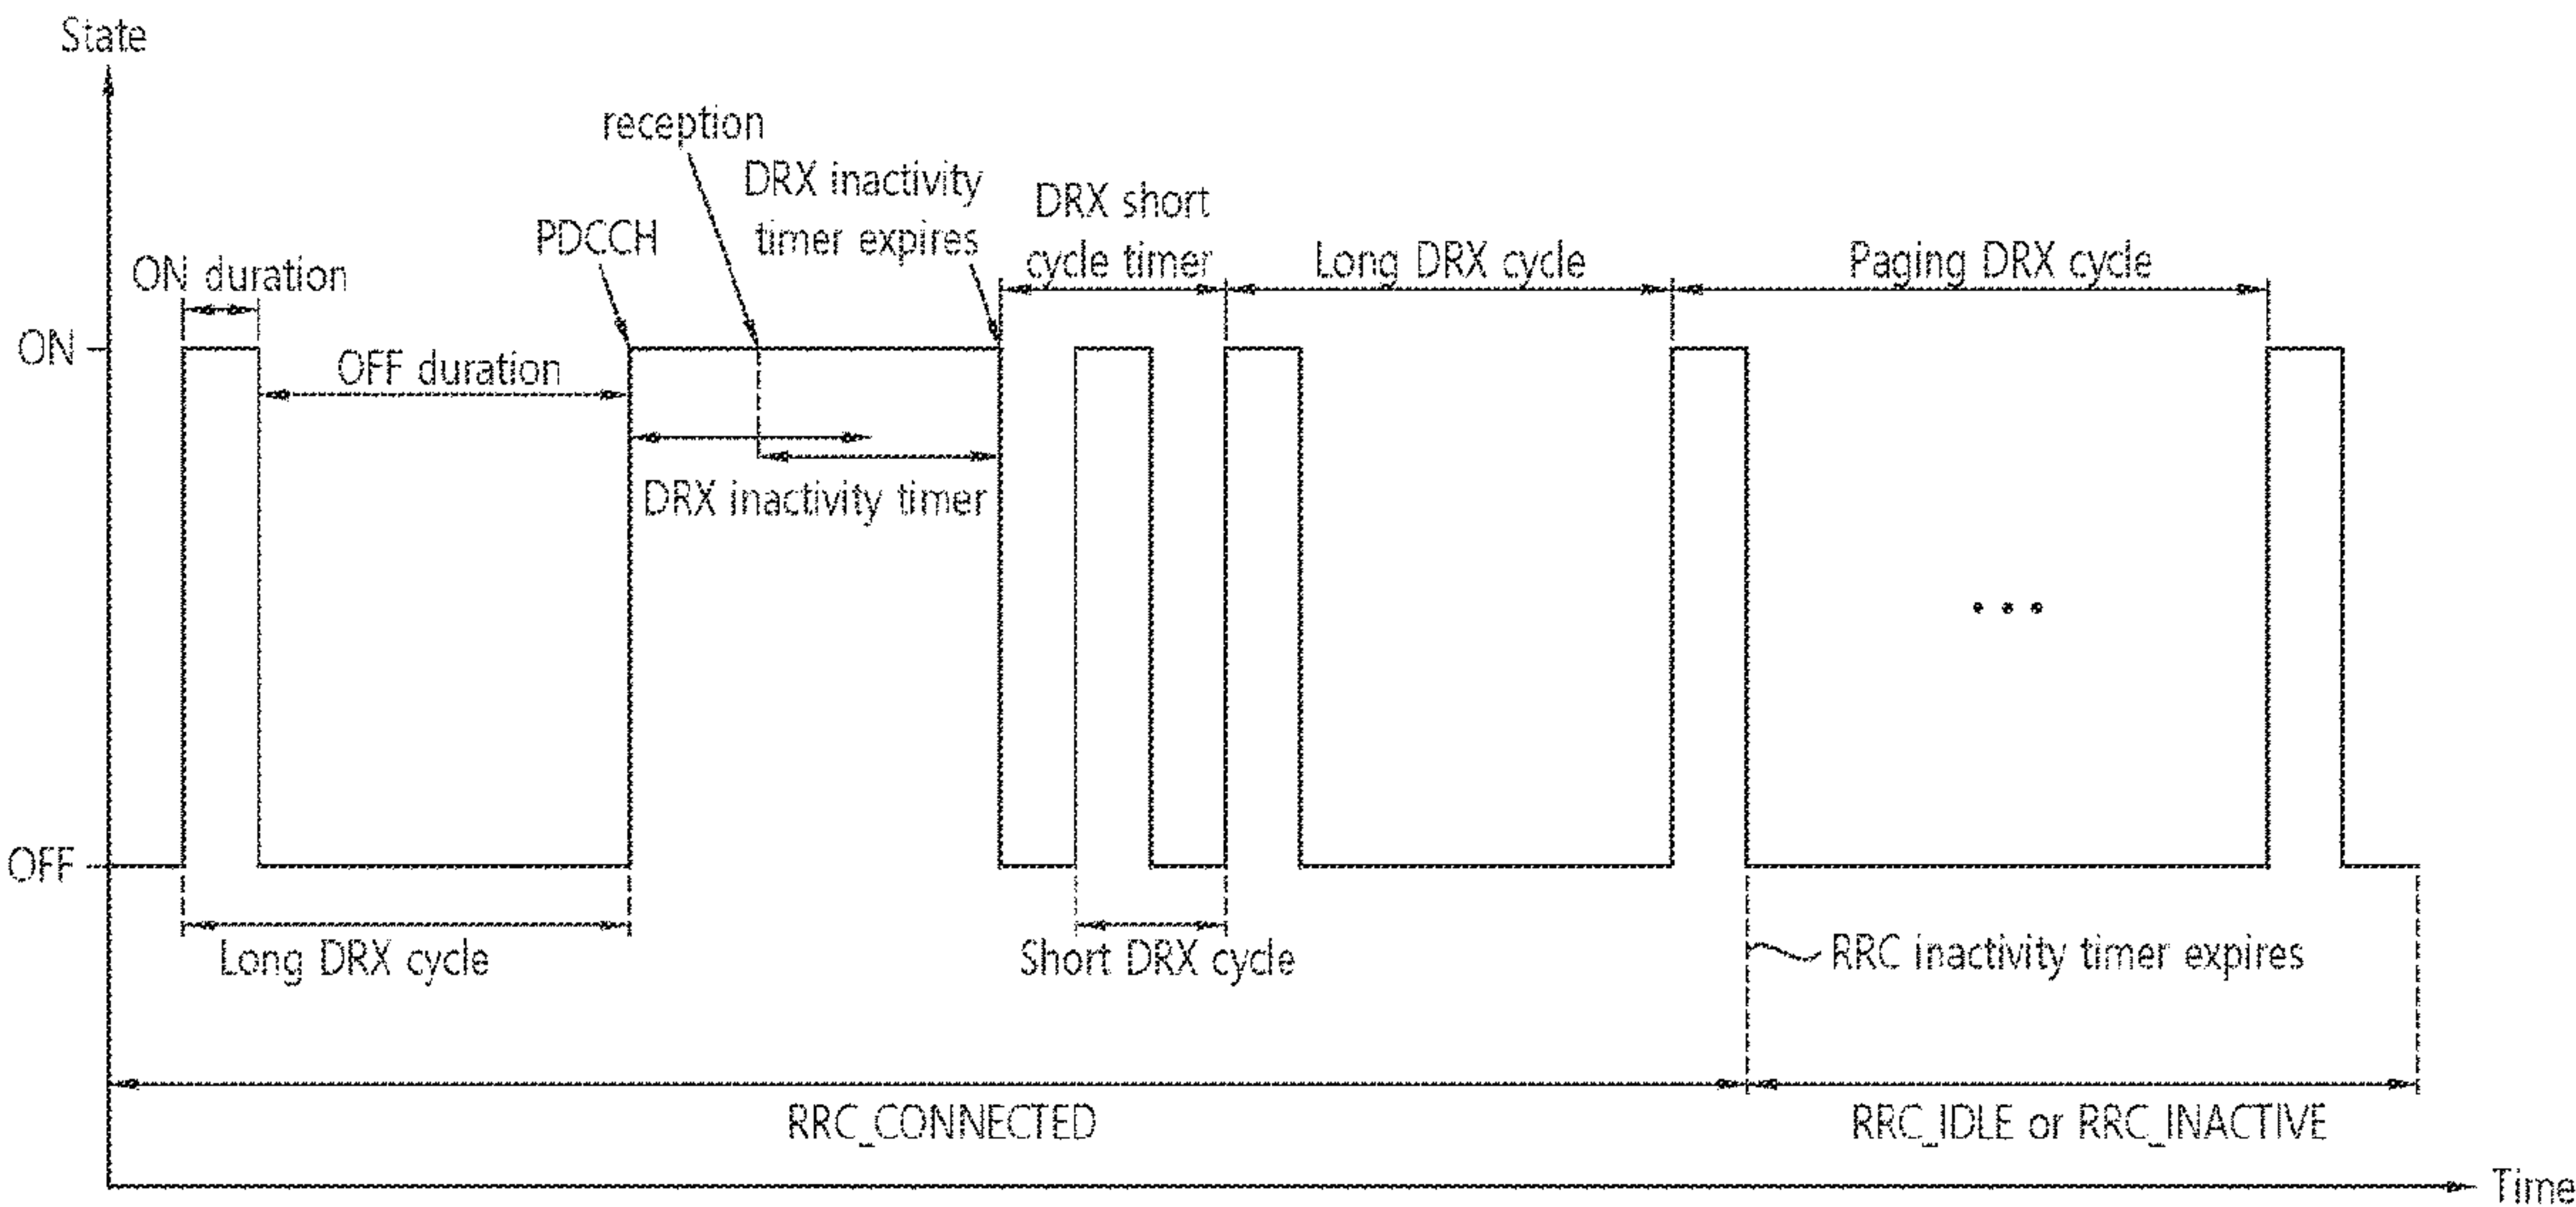 State
reception
DRX inactivity
timer expires
PDCCH
DRX short
cycle timer
Long DRX cycle
Paging DRX cycle
ON duration
ON
OFF duration
DRX inactivity timer
OFF
Long DRX cycle
Short DRX cycle
RRC inactivity timer expires
RRC_CONNECTED
RRC_IDLE or RRC_INACTIVE
Time